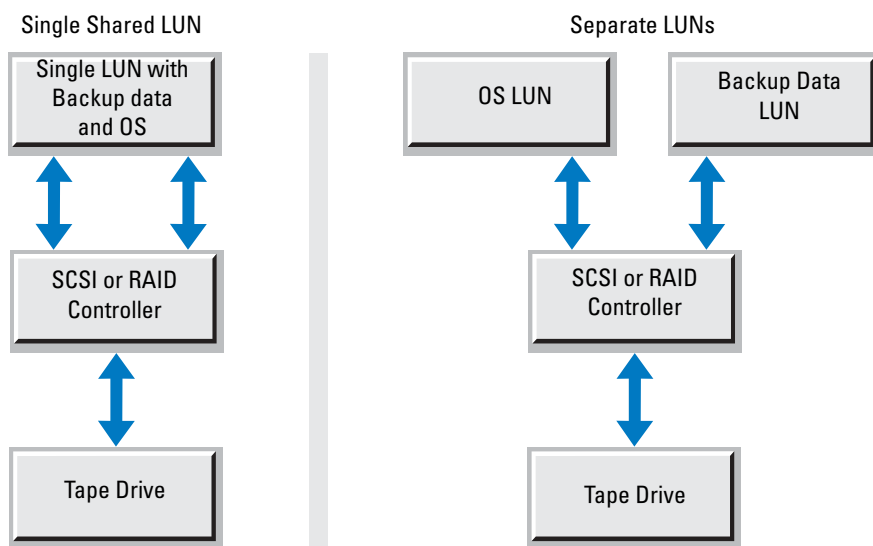 Single Shared LUN
Single LUN with
Backup data
and OS
SCSI or RAID
Controller
Tape Drive
Separate LUNs
OS LUN
Backup Data
LUN
SCSI or RAID
Controller
Tape Drive